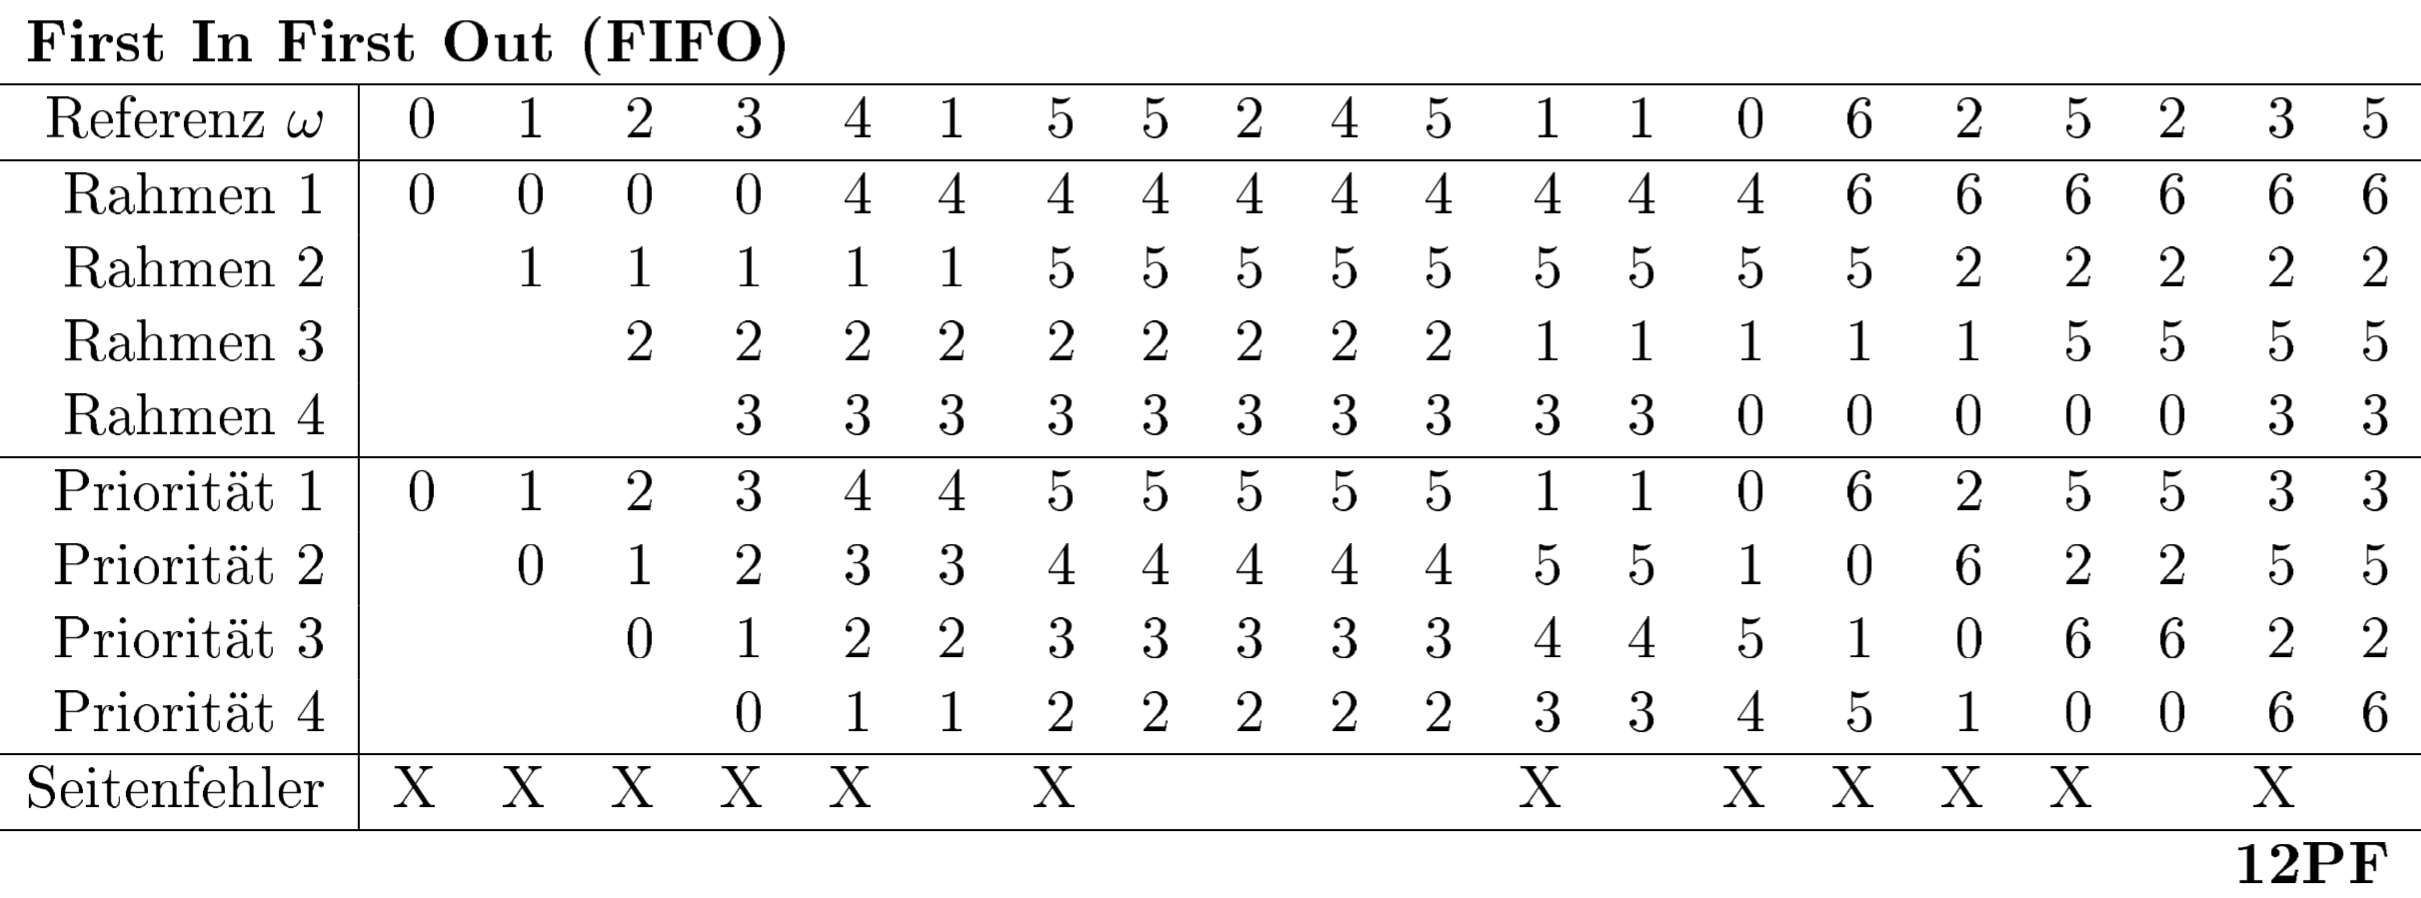 First In First Out (FIFO)
Referenz ω 0 1 2 3 4 1 5 5 2 4 5 1 1 0 6 2 5 2 3 5
Rahmen 1 0 0 0 0 4 4 4 4 4 4 4 4 4 4 6 6 6 6 6 6
Rahmen 2 1 1 1 1 1 5 5 5 5 5 5 5 5 5 2 2 2 2 2
Rahmen 3 2 2 2 2 2 2 2 2 2 1 1 1 1 1 5 5 5 5
Rahmen 4 3 3 3 3 3 3 3 3 3 3 0 0 0 0 0 3 3
Priorität 1 0 1 2 3 4 4 5 5 5 5 5 1 1 0 6 2 5 5 3 3
Priorität 2 0 1 2 3 3 4 4 4 4 4 5 5 1 0 6 2 2 5 5
Priorität 3 0 1 2 2 3 3 3 3 3 4 4 5 1 0 6 6 2 2
Priorität 4 0 1 1 2 2 2 2 2 3 3 4 5 1 0 0 6 6
Seitenfehler X X X X X X X X X X X X
12PF